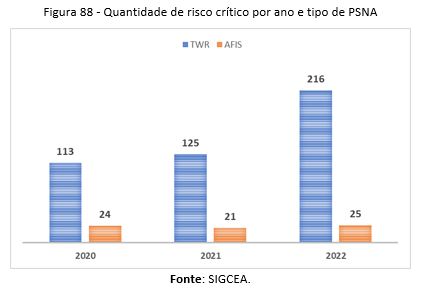 Figura 88 - Quantidade de risco crítico por ano e tipo de PSNA
TWR AFIS
216
125
113
24
21
25
2020 2021 2022
Fonte: SIGCEA.